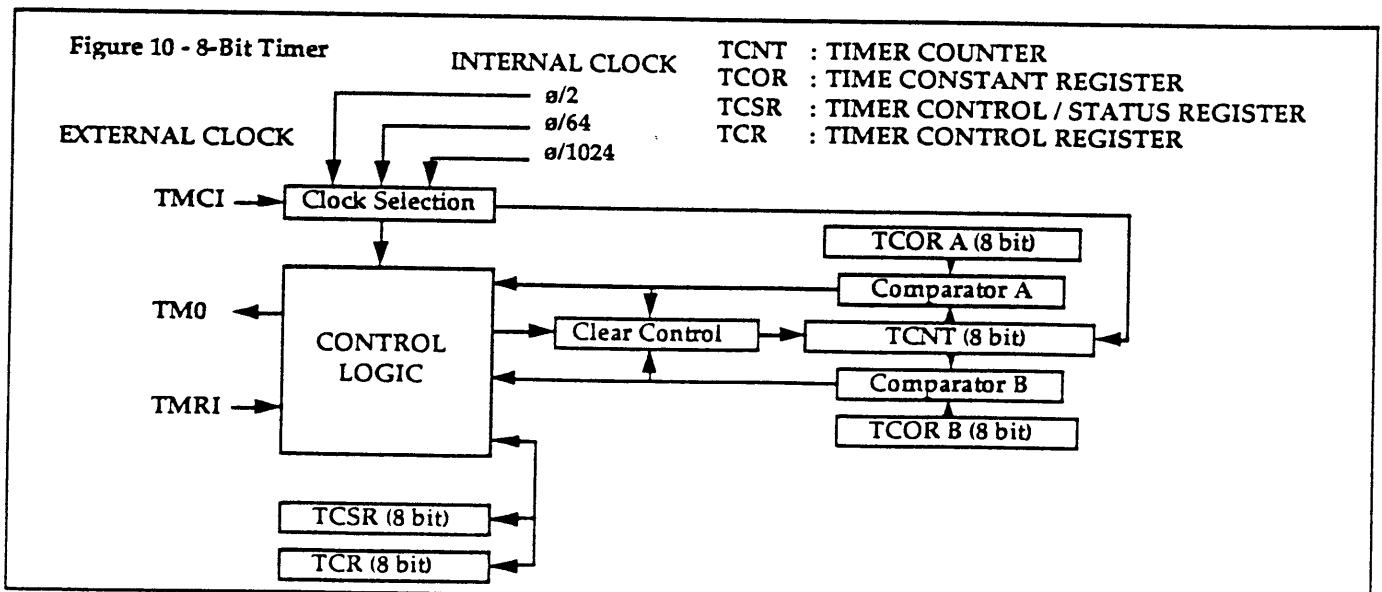 Figure 10 - 8-Bit Timer
INTERNAL CLOCK
ø/2
ø/64
ø/1024
TCNT : TIMER COUNTER
TCOR : TIME CONSTANT REGISTER
TCSR : TIMER CONTROL / STATUS REGISTER
TCR : TIMER CONTROL REGISTER
EXTERNAL CLOCK
TMCI
Clock Selection
TCOR A (8 bit)
Comparator A
TM0
CONTROL
LOGIC
Clear Control
TCNT (8 bit)
Comparator B
TMRI
TCOR B (8 bit)
TCSR (8 bit)
TCR (8 bit)